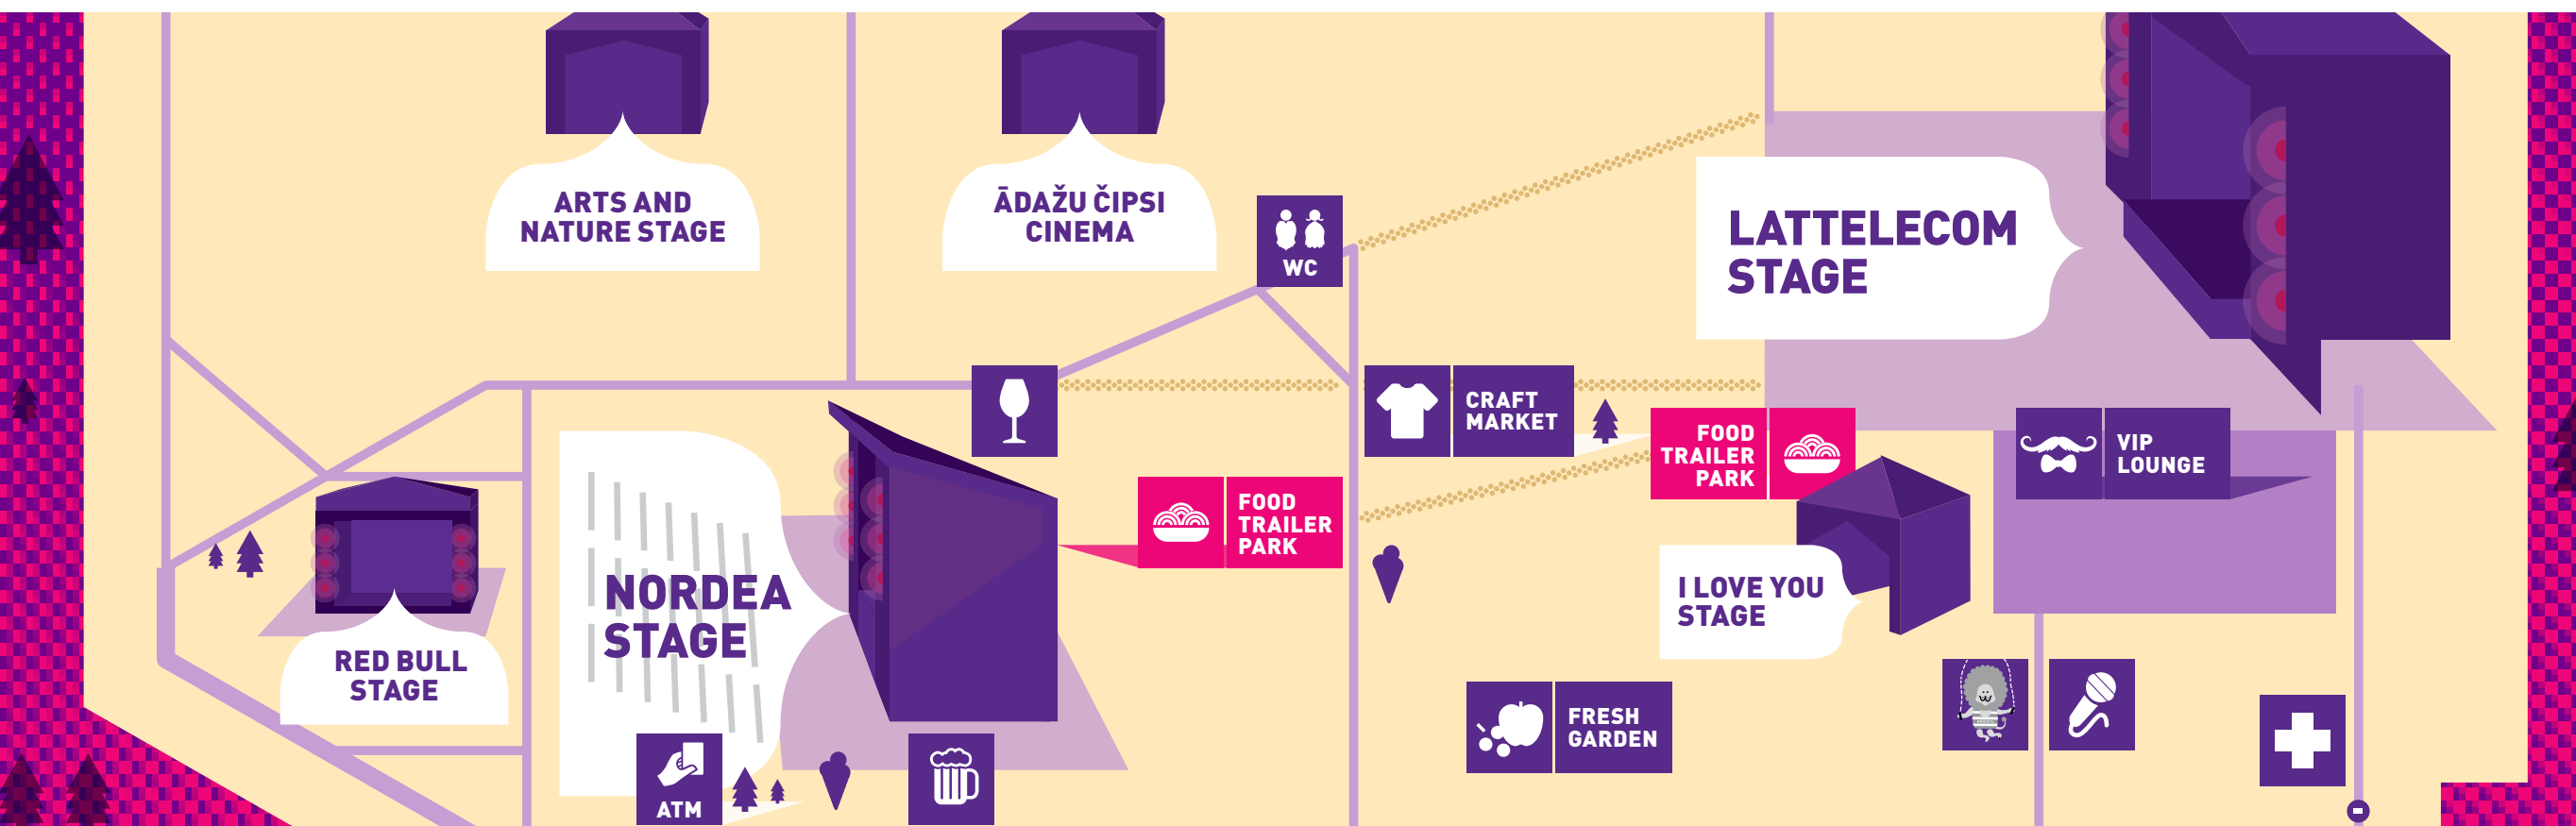 ARTS AND
NATURE STAGE
ĀDAŽU ČIPSI
CINEMA
WC
LATTELECOM
STAGE
CRAFT
MARKET
FOOD
TRAILER
PARK
VIP
LOUNGE
FOOD
TRAILER
PARK
NORDEA
STAGE
I LOVE YOU
STAGE
RED BULL
STAGE
FRESH
GARDEN
ATM